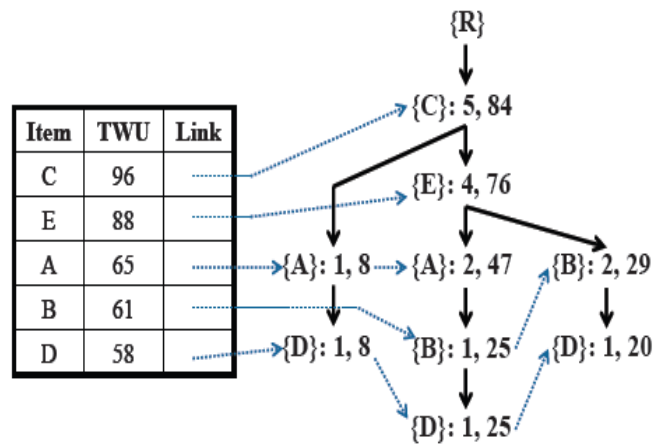 {R}
{C}: 5, 84
Item TWU Link
C 96
{E}: 4, 76
E 88
A 65
{A}: 1, 8
{A}: 2, 47
{B}: 2, 29
B 61
D 58
{D}: 1, 8
{B}: 1, 25
{D}: 1, 20
{D}: 1, 25